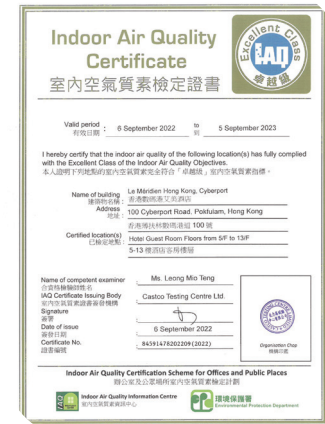 Indoor Air Quality
Certificate
室內空氣質素檢定證書
Excellent Class
IAQ
卓越級
Valid period : 6 September 2022 to 5 September 2023
有效日期 到
I hereby certify that the indoor air quality of the following location(s) has fully complied
with the Excellent Class of the Indoor Air Quality Objectives.
本人證明下列地點的室內空氣質素完全符合「卓越級」室內空氣質素指標。
Name of building Le Méridien Hong Kong, Cyberport
建築物名稱: 香港數碼港艾美酒店
Address 100 Cyberport Road, Pokfulam, Hong Kong
地址: 香港薄扶林數碼港道 100 號
Certified location(s) Hotel Guest Room Floors from 5/F to 13/F
已檢定地點: 5-13 樓酒店客房樓層
Name of competent examiner : Ms. Leong Mio Teng
合資格檢驗師姓名
IAQ Certificate Issuing Body : Castco Testing Centre Ltd.
室內空氣質素證書簽發機構
Signature :
簽署
Date of issue : 6 September 2022
簽發日期
Certificate No. : 84391478202209(2022)
證書編號
Organisation Chop
機構印鑑
Indoor Air Quality Certification Scheme for Offices and Public Places
辦公室及公眾場所室內空氣質素檢定計劃
IAQ Indoor Air Quality Information Centre
室內空氣質素資訊中心
環境保護署
Environmental Protection Department